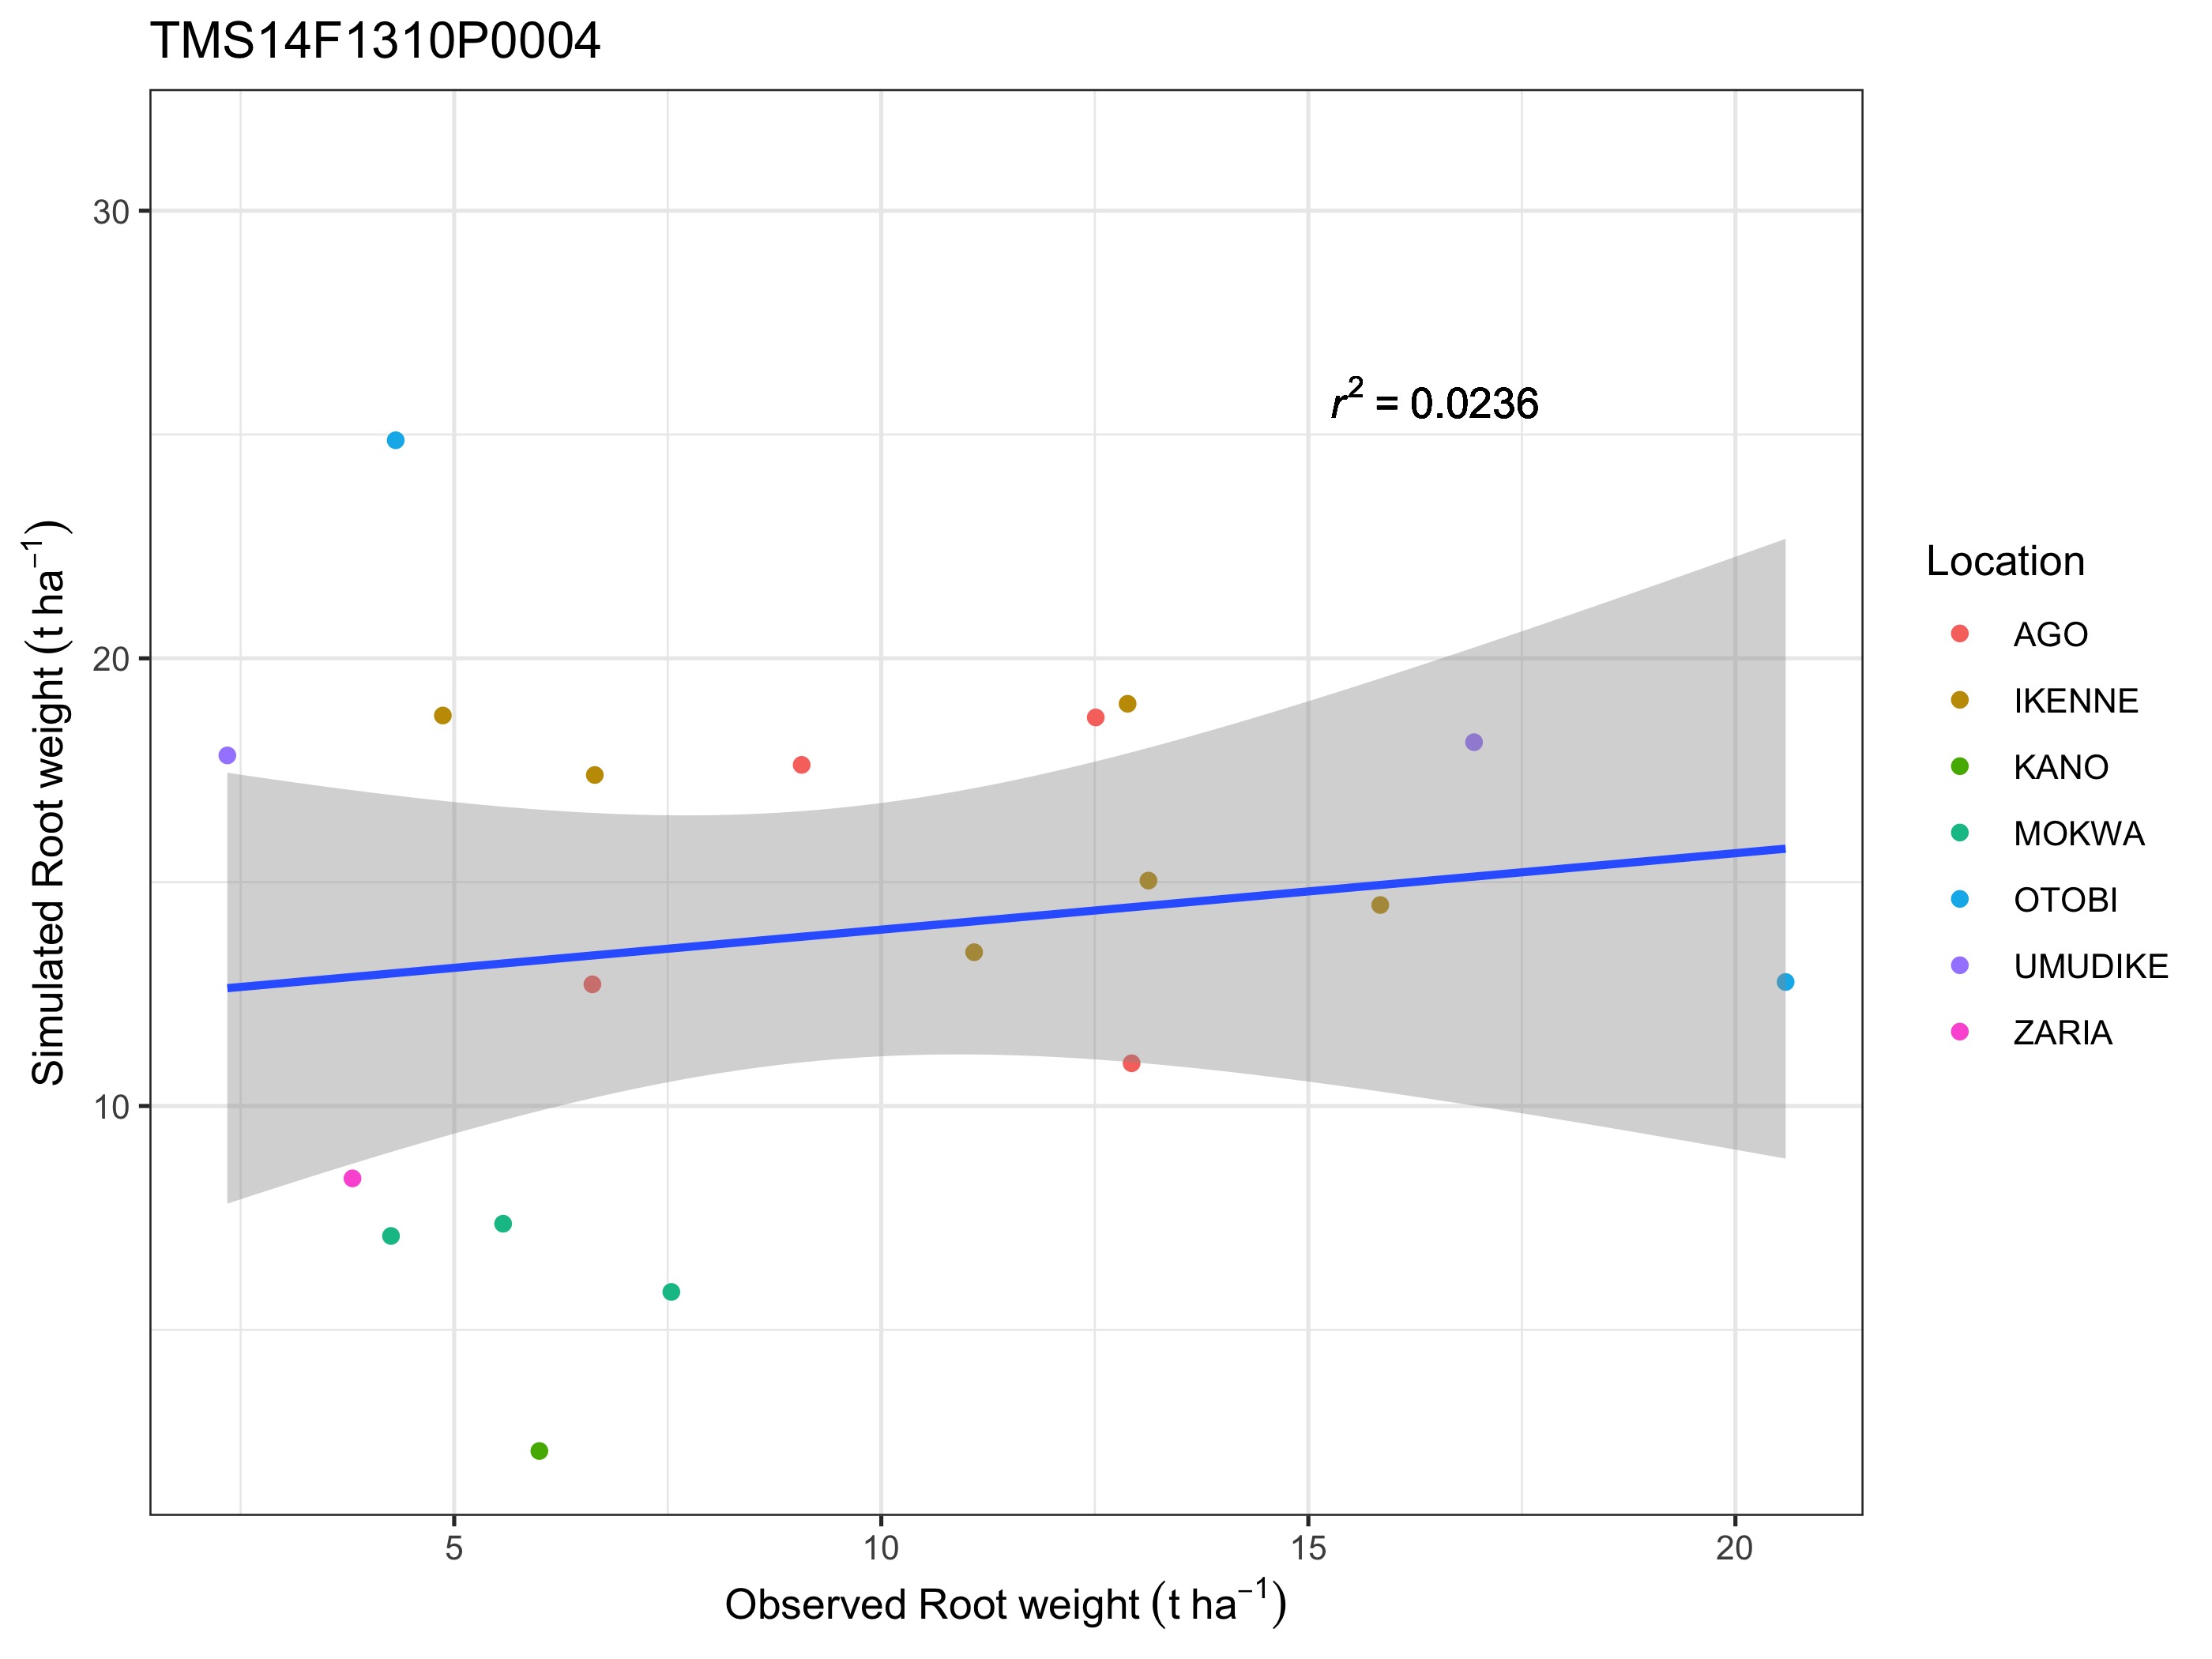 TMS14F1310P0004
30
20
10
Simulated Root weight (t ha⁻¹)
r² = 0.0236
5
10
15
20
Observed Root weight (t ha⁻¹)
Location
AGO
IKENNE
KANO
MOKWA
OTOBI
UMUDIKE
ZARIA